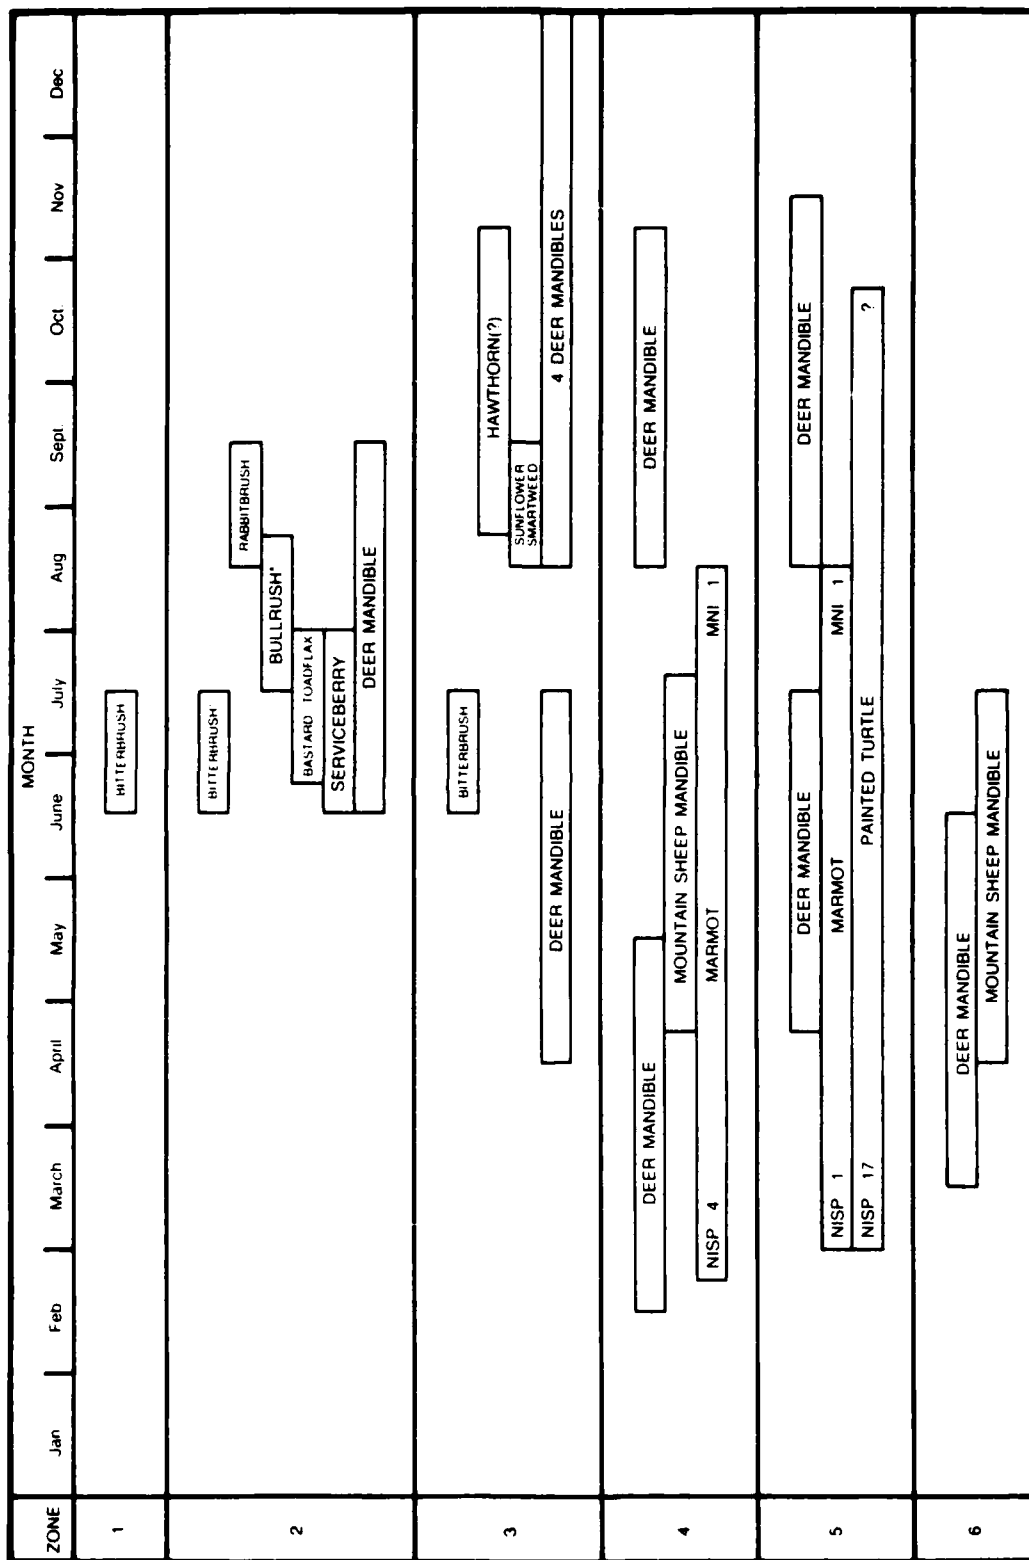 MONTH
ZONE Jan Feb March April May June July Aug Sept. Oct. Nov Dec
1
BITTERBRUSH
2
BITTERBRUSH
RABBITBRUSH
BULLRUSH*
BASTARD TOADFLAX
SERVICEBERRY
DEER MANDIBLE
3
BITTERBRUSH
HAWTHORN(?)
SUNFLOWER
SMARTWEED
DEER MANDIBLE
4 DEER MANDIBLES
4
DEER MANDIBLE
DEER MANDIBLE
MOUNTAIN SHEEP MANDIBLE
NISP 4 MARMOT MNI 1
5
DEER MANDIBLE
DEER MANDIBLE
NISP 1 MARMOT MNI 1
NISP 17 PAINTED TURTLE ?
6
DEER MANDIBLE
MOUNTAIN SHEEP MANDIBLE